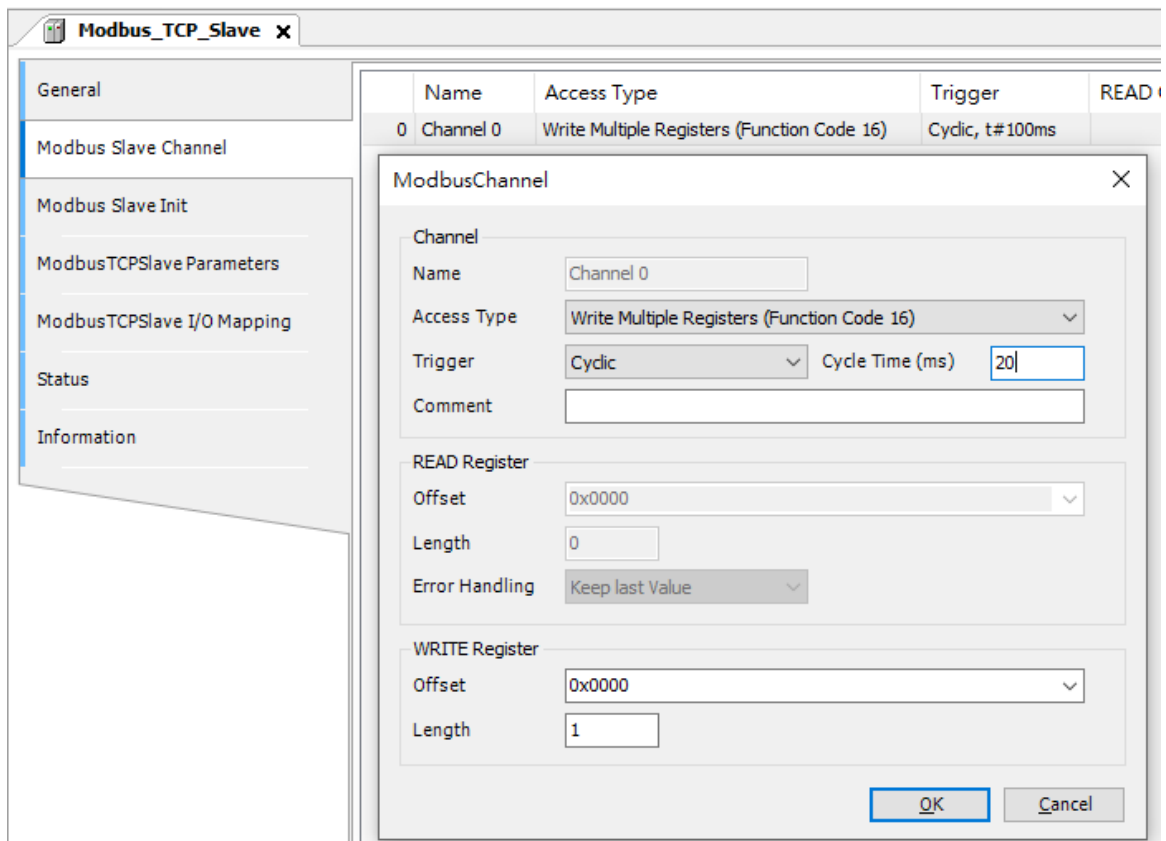 Modbus_TCP_Slave
General
Modbus Slave Channel
Modbus Slave Init
ModbusTCPSlave Parameters
ModbusTCPSlave I/O Mapping
Status
Information
Name Access Type Trigger READ
0 Channel 0 Write Multiple Registers (Function Code 16) Cyclic, t#100ms
ModbusChannel
Channel
Name Channel 0
Access Type Write Multiple Registers (Function Code 16)
Trigger Cyclic Cycle Time (ms) 20
Comment
READ Register
Offset 0x0000
Length 0
Error Handling Keep last Value
WRITE Register
Offset 0x0000
Length 1
OK Cancel